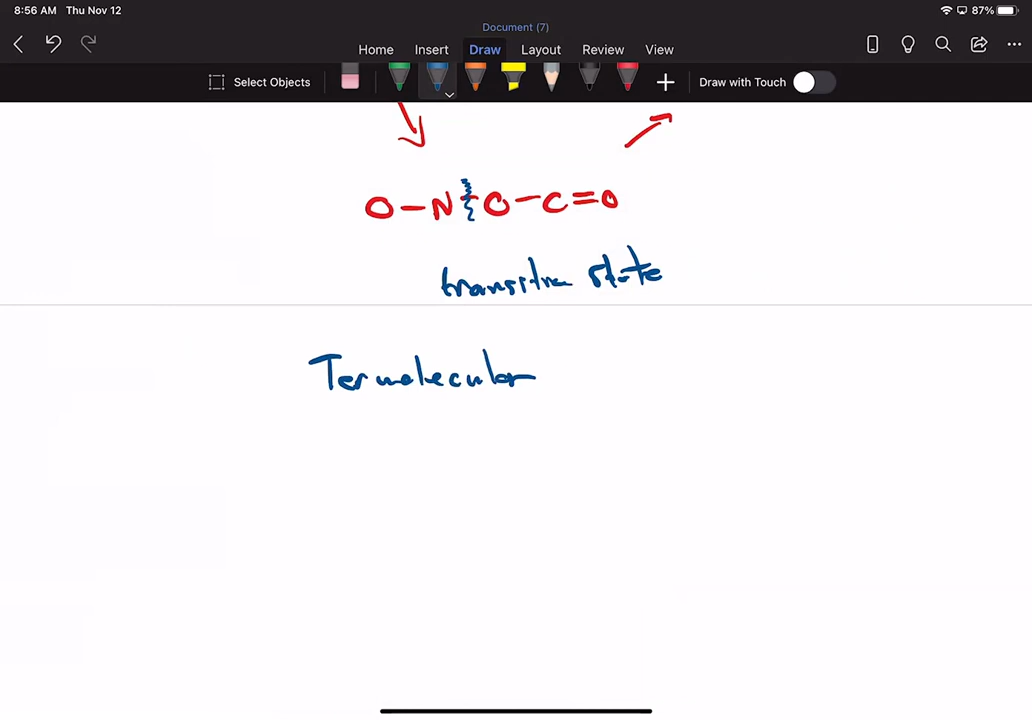 8:56 AM Thu Nov 12 87%
Document (7)
Home Insert Draw Layout Review View
Select Objects Draw with Touch
O-N-O-C=O
transition state
Termolecular